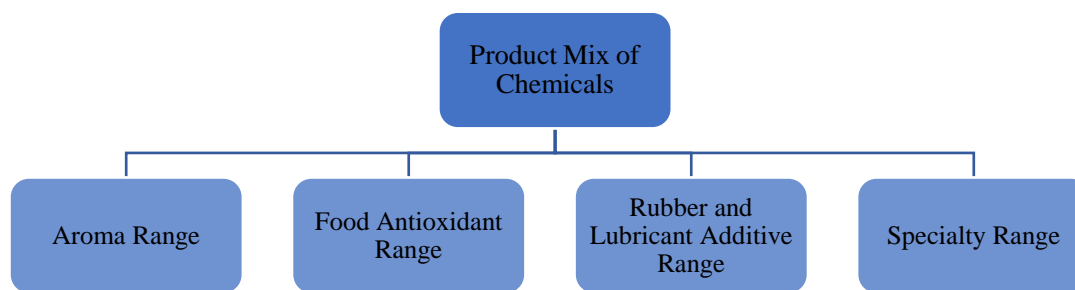 Product Mix of
Chemicals
Aroma Range
Food Antioxidant
Range
Rubber and
Lubricant Additive
Range
Specialty Range